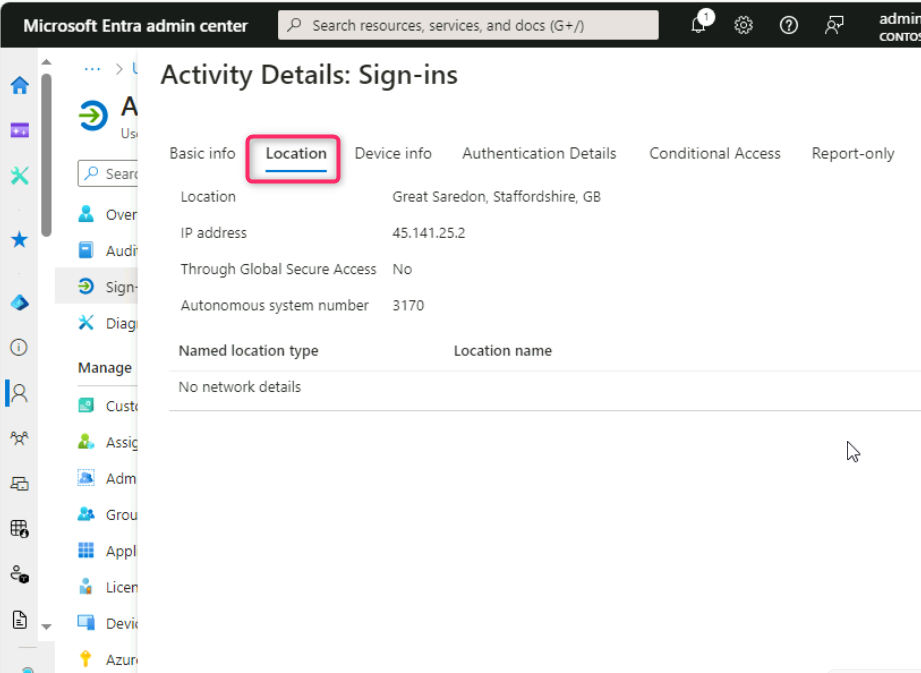 Microsoft Entra admin center
Search resources, services, and docs (G+/)
1
admin
CONTOS
Activity Details: Sign-ins
Basic info Location Device info Authentication Details Conditional Access Report-only
Location Great Saredon, Staffordshire, GB
IP address 45.141.25.2
Through Global Secure Access No
Autonomous system number 3170
Named location type Location name
No network details
... >
A
Use
Searc
Over
Audi
Sign-
Diag
Manage
Custo
Assig
Adm
Grou
Appl
Licen
Devic
Azure